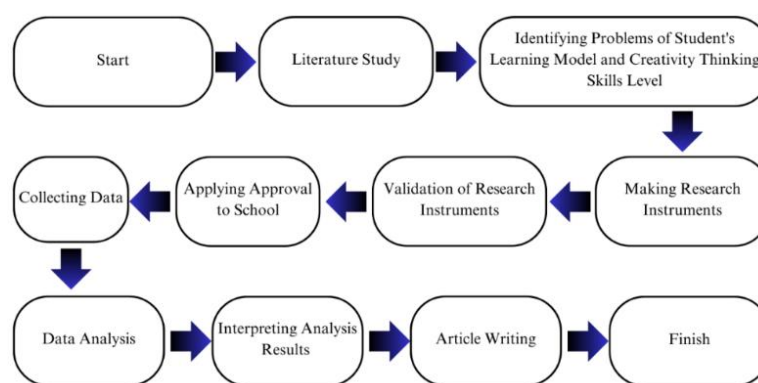 Start
Literature Study
Identifying Problems of Student's
Learning Model and Creativity Thinking
Skills Level
Making Research
Instruments
Validation of Research
Instruments
Applying Approval
to School
Collecting Data
Data Analysis
Interpreting Analysis
Results
Article Writing
Finish